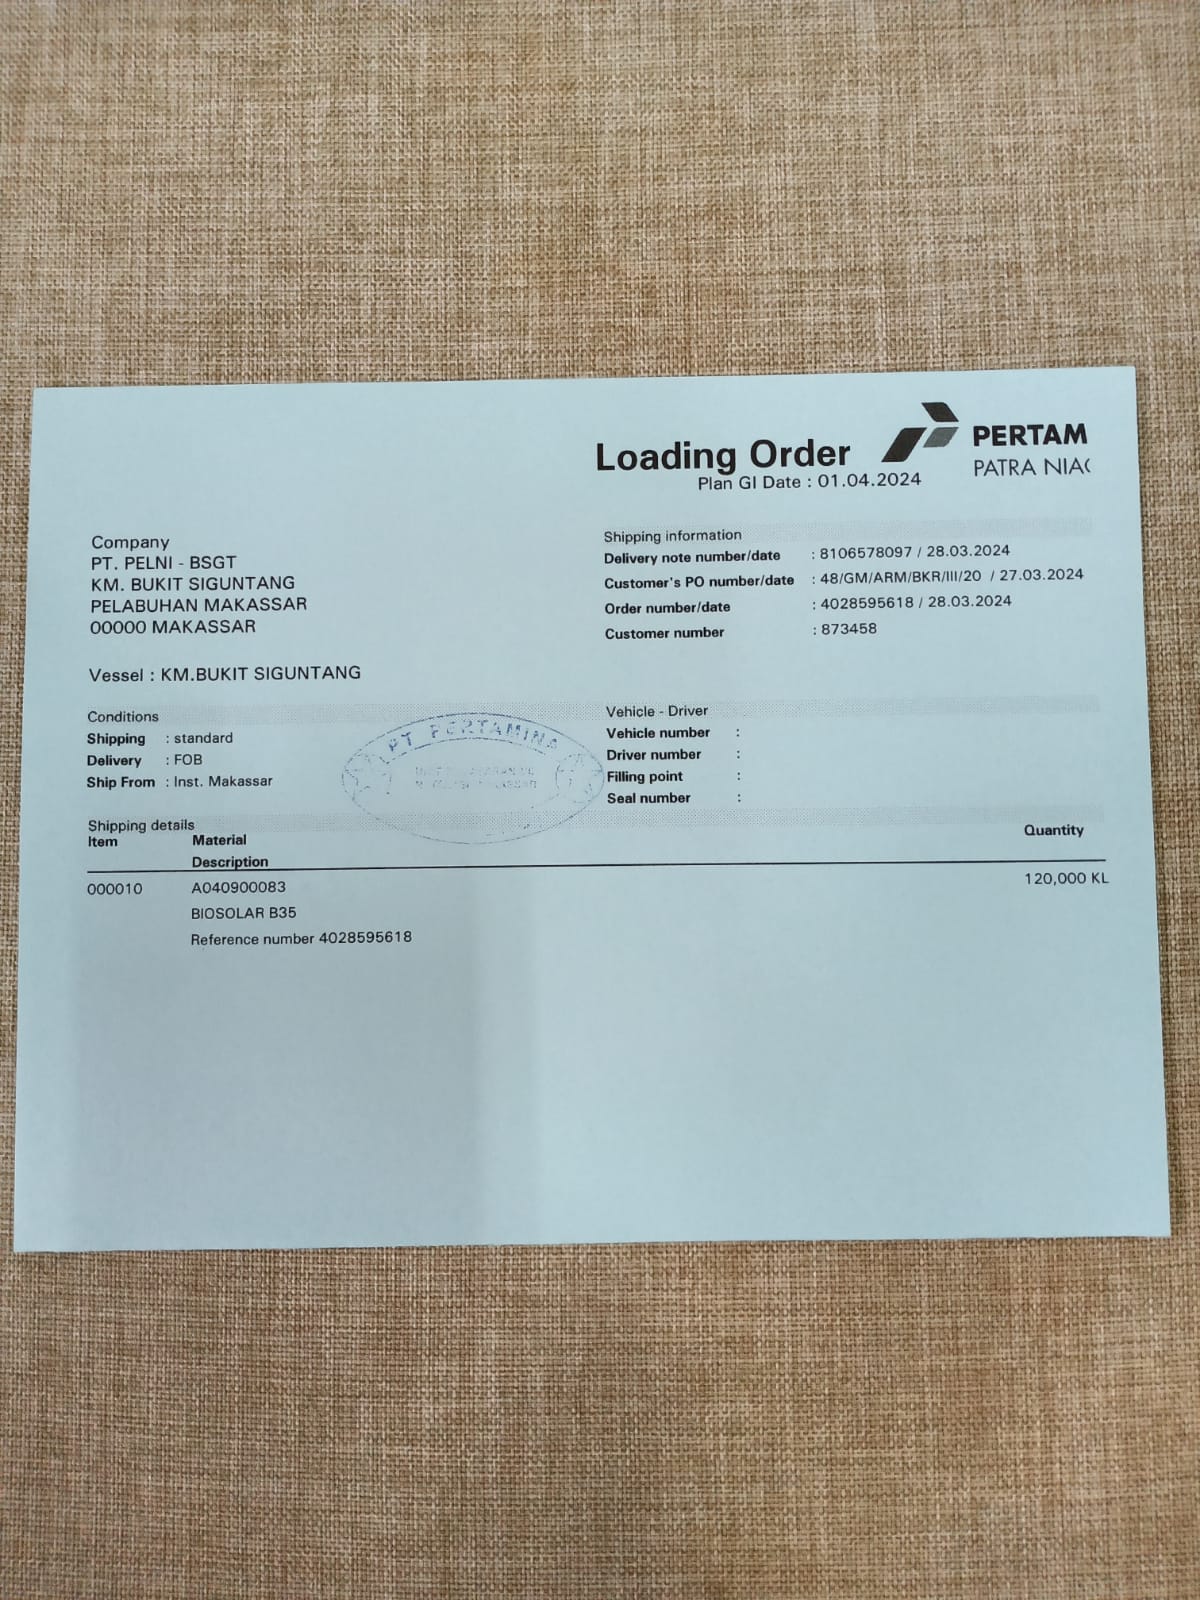 Loading Order
PERTAM
PATRA NIAG
Plan GI Date : 01.04.2024
Company
PT. PELNI - BSGT
KM. BUKIT SIGUNTANG
PELABUHAN MAKASSAR
00000 MAKASSAR
Vessel : KM.BUKIT SIGUNTANG
Shipping information
Delivery note number/date : 8106578097 / 28.03.2024
Customer's PO number/date : 48/GM/ARM/BKR/III/20 / 27.03.2024
Order number/date : 4028595618 / 28.03.2024
Customer number : 873458
Conditions
Shipping : standard
Delivery : FOB
Ship From : Inst. Makassar
PT PERTAMINA
Vehicle - Driver
Vehicle number :
Driver number :
Filling point :
Seal number :
Shipping details
Item Material Quantity
Description
000010 A040900083 120,000 KL
BIOSOLAR B35
Reference number 4028595618